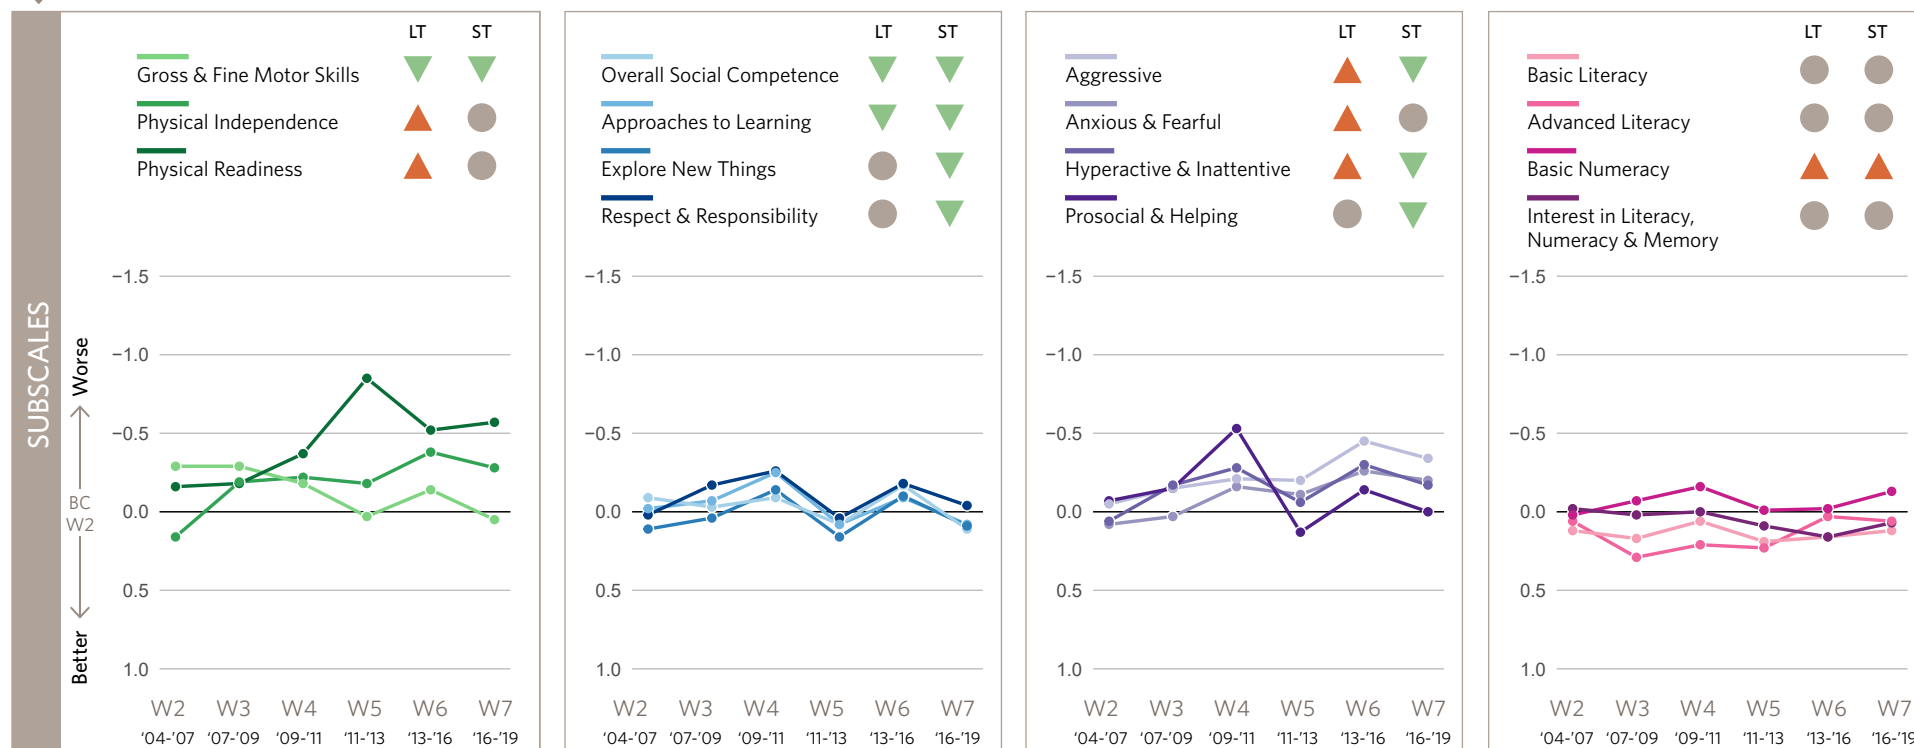 SUBSCALES
Worse
BC
W2
Better
LT ST
Gross & Fine Motor Skills
Physical Independence
Physical Readiness
−1.5
−1.0
−0.5
0.0
0.5
1.0
W2 W3 W4 W5 W6 W7
‘04-’07 ‘07-’09 ‘09-’11 ‘11-’13 ‘13-’16 ‘16-’19
LT ST
Overall Social Competence
Approaches to Learning
Explore New Things
Respect & Responsibility
−1.5
−1.0
−0.5
0.0
0.5
1.0
W2 W3 W4 W5 W6 W7
‘04-’07 ‘07-’09 ‘09-’11 ‘11-’13 ‘13-’16 ‘16-’19
LT ST
Aggressive
Anxious & Fearful
Hyperactive & Inattentive
Prosocial & Helping
−1.5
−1.0
−0.5
0.0
0.5
1.0
W2 W3 W4 W5 W6 W7
‘04-’07 ‘07-’09 ‘09-’11 ‘11-’13 ‘13-’16 ‘16-’19
LT ST
Basic Literacy
Advanced Literacy
Basic Numeracy
Interest in Literacy,
Numeracy & Memory
−1.5
−1.0
−0.5
0.0
0.5
1.0
W2 W3 W4 W5 W6 W7
‘04-’07 ‘07-’09 ‘09-’11 ‘11-’13 ‘13-’16 ‘16-’19